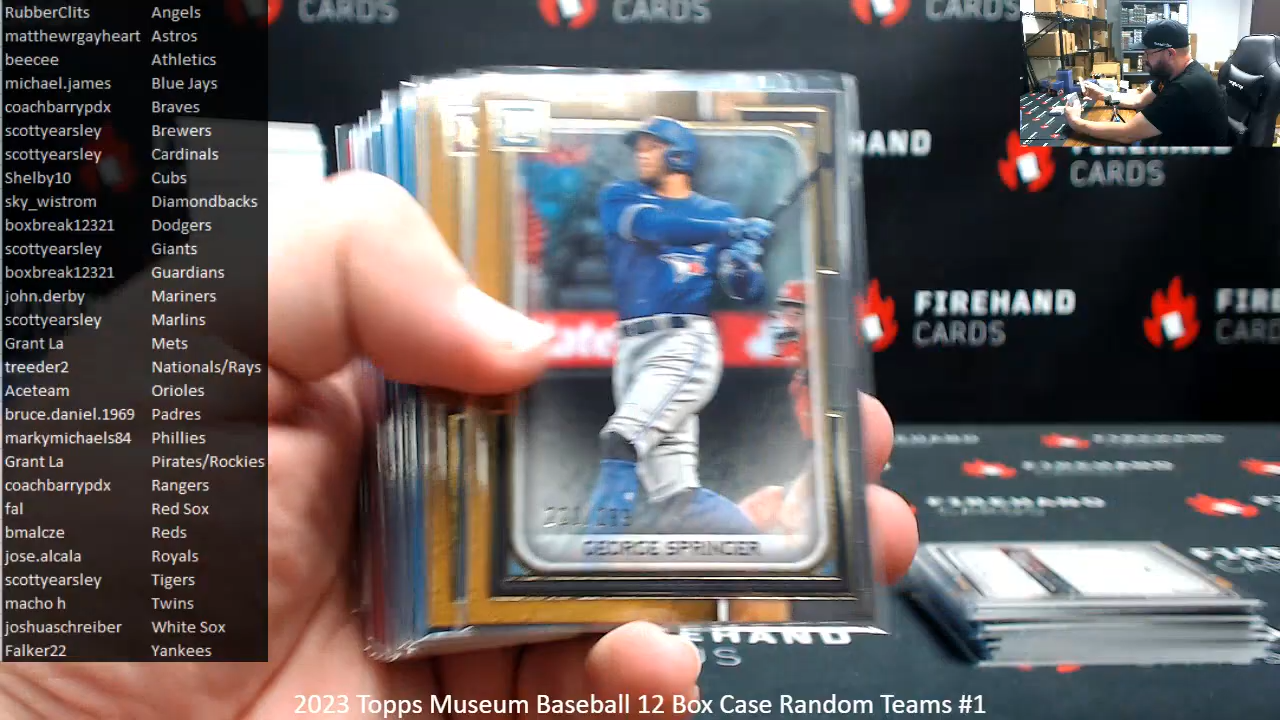 RubberClits Angels
matthewrgayheart Astros
beecee Athletics
michael.james Blue Jays
coachbarrypdx Braves
scottyearsley Brewers
scottyearsley Cardinals
Shelby10 Cubs
sky_wistrom Diamondbacks
boxbreak12321 Dodgers
scottyearsley Giants
boxbreak12321 Guardians
john.derby Mariners
scottyearsley Marlins
Grant La Mets
treeder2 Nationals/Rays
Aceteam Orioles
bruce.daniel.1969 Padres
markymichaels84 Phillies
Grant La Pirates/Rockies
coachbarrypdx Rangers
fal Red Sox
bmalcze Reds
jose.alcala Royals
scottyearsley Tigers
macho h Twins
joshuaschreiber White Sox
Falker22 Yankees
CARDS
CARDS
CARDS
HAND
FIREHAND
CARDS
FIREHAND
CARDS
FIRE
CARDS
GEORGE SPRINGER
2023 Topps Museum Baseball 12 Box Case Random Teams #1